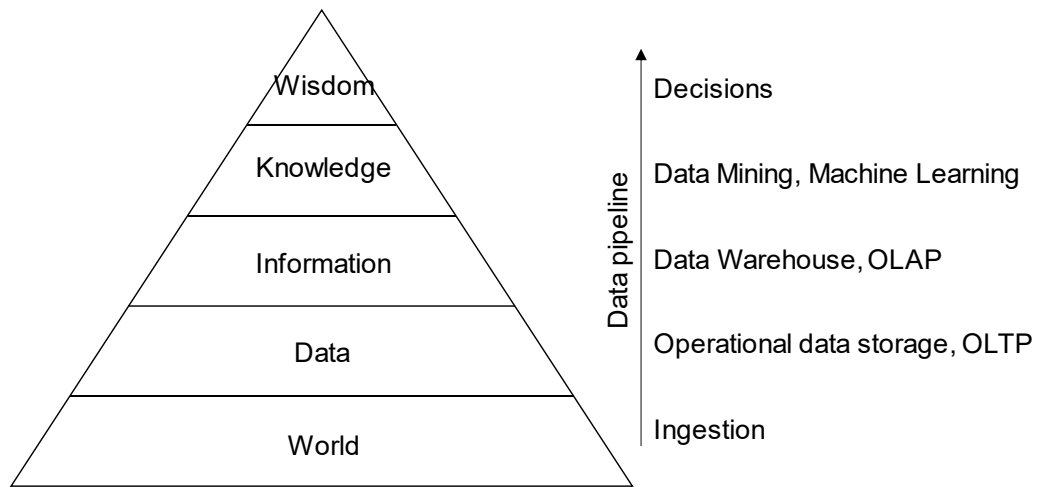 Wisdom
Knowledge
Information
Data
World
Data pipeline
Decisions
Data Mining, Machine Learning
Data Warehouse, OLAP
Operational data storage, OLTP
Ingestion